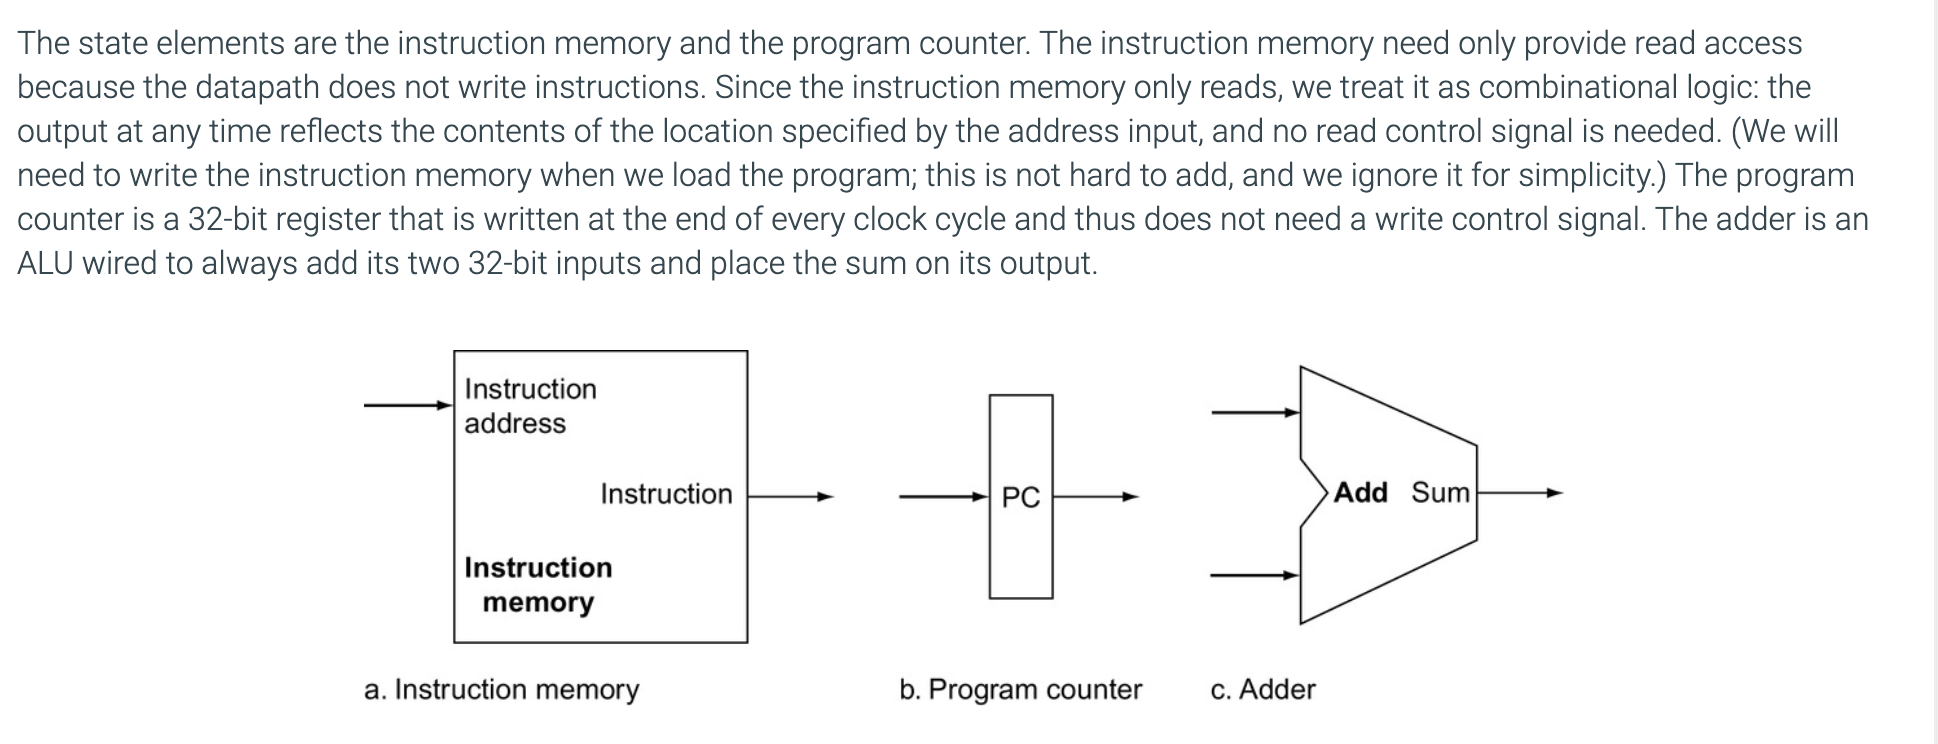 The state elements are the instruction memory and the program counter. The instruction memory need only provide read access
because the datapath does not write instructions. Since the instruction memory only reads, we treat it as combinational logic: the
output at any time reflects the contents of the location specified by the address input, and no read control signal is needed. (We will
need to write the instruction memory when we load the program; this is not hard to add, and we ignore it for simplicity.) The program
counter is a 32-bit register that is written at the end of every clock cycle and thus does not need a write control signal. The adder is an
ALU wired to always add its two 32-bit inputs and place the sum on its output.
Instruction
address
Instruction
Instruction
memory
PC
Add Sum
a. Instruction memory
b. Program counter
c. Adder